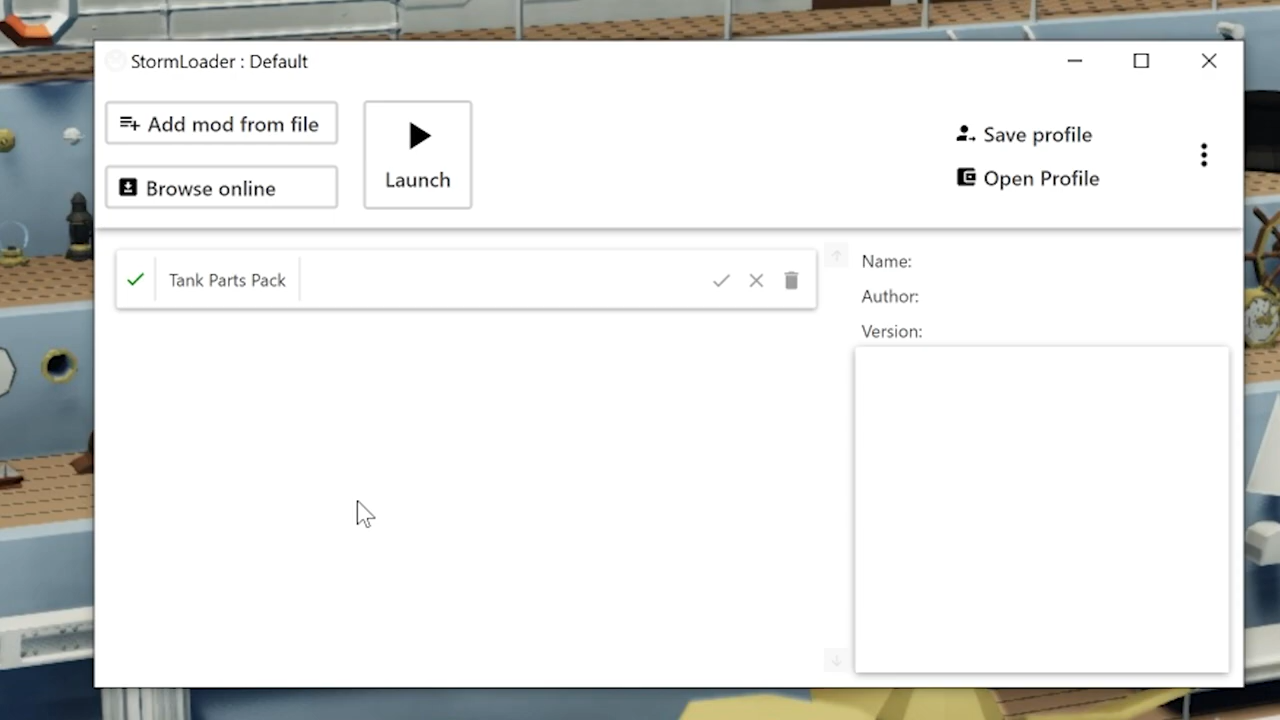 StormLoader : Default
Add mod from file
Browse online
Launch
Save profile
Open Profile
Tank Parts Pack
Name:
Author:
Version: